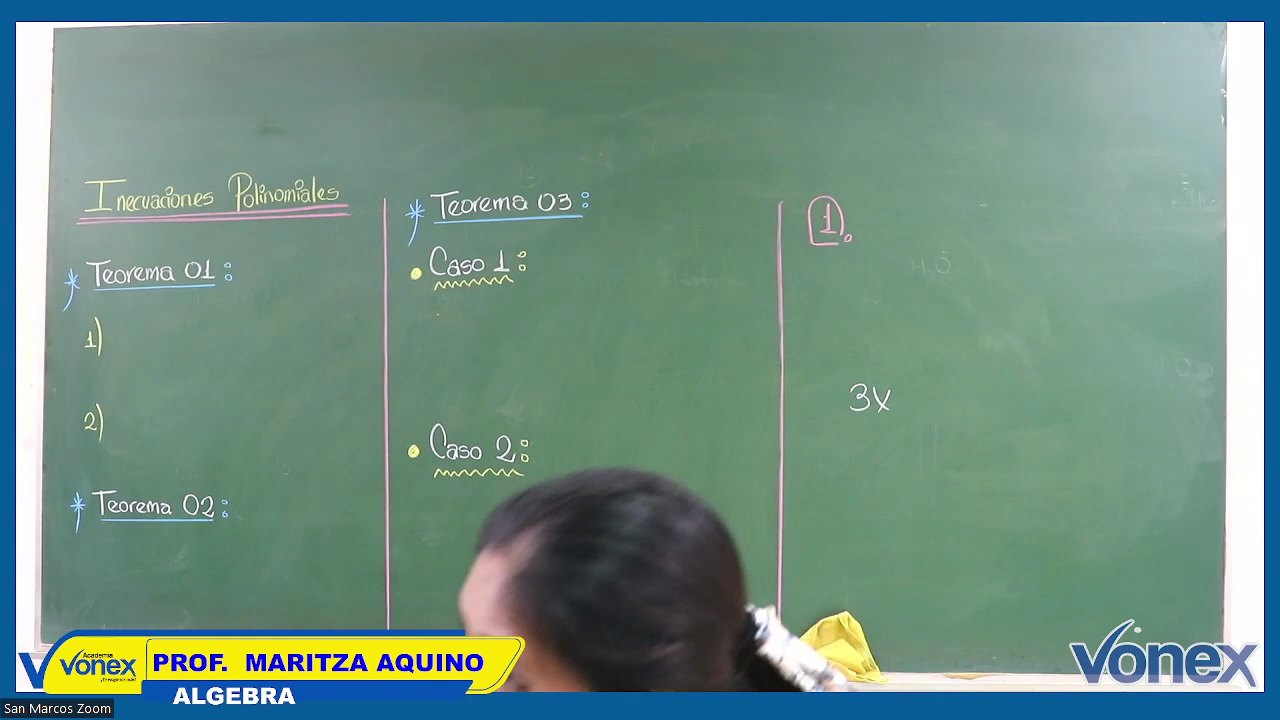 Inecuaciones Polinomiales
* Teorema 01:
1)
2)
* Teorema 02:
* Teorema 03:
• Caso 1:
• Caso 2:
1.
3x
Academia
Vonex
PROF. MARITZA AQUINO
ALGEBRA
Vonex
San Marcos Zoom